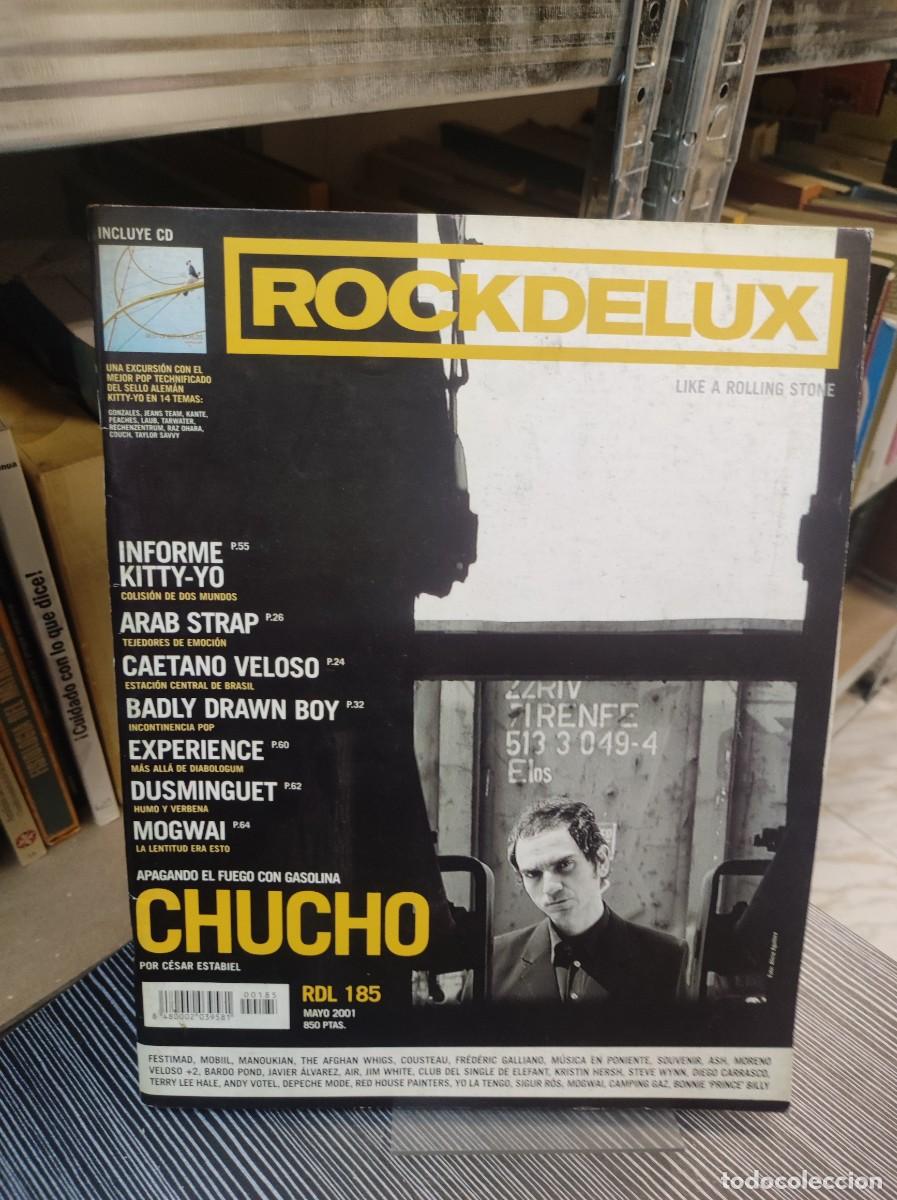 INCLUYE CD
ROCKDELUX
LIKE A ROLLING STONE
UNA EXCURSIÓN CON EL
MEJOR POP TECHNIFICADO
DEL SELLO ALEMÁN
KITTY-YO EN 14 TEMAS:
GONZALES, JEANS TEAM, KANTE,
PEACHES, LAUB, TARWATER,
RECHENZENTRUM, RAZ OHARA,
COUCH, TAYLOR SAVVY
INFORME P.55
KITTY-YO
COLISIÓN DE DOS MUNDOS
ARAB STRAP P.26
TEJEDORES DE EMOCIÓN
CAETANO VELOSO P.24
ESTACIÓN CENTRAL DE BRASIL
BADLY DRAWN BOY P.32
INCONTINENCIA POP
EXPERIENCE P.60
MÁS ALLÁ DE DIABOLOGUM
DUSMINGUET P.62
HUMO Y VERBENA
MOGWAI P.64
LA LENTITUD ERA ESTO
22RIV
71RENFE
513 3 049-4
Elos
APAGANDO EL FUEGO CON GASOLINA
CHUCHO
POR CÉSAR ESTABIEL
00185
8 480002 039581
RDL 185
MAYO 2001
850 PTAS.
FESTIMAD, MOBIIL, MANOUKIAN, THE AFGHAN WHIGS, COUSTEAU, FRÉDÉRIC GALLIANO, MÚSICA EN PONIENTE, SOUVENIR, ASH, MORENO
VELOSO +2, BARDO POND, JAVIER ÁLVAREZ, AIR, JIM WHITE, CLUB DEL SINGLE DE ELEFANT, KRISTIN HERSH, STEVE WYNN, DIEGO CARRASCO,
TERRY LEE HALE, ANDY VOTEL, DEPECHE MODE, RED HOUSE PAINTERS, YO LA TENGO, SIGUR RÓS, MOGWAI, CAMPING GAZ, BONNIE 'PRINCE' BILLY
¡Cuidado con lo que dice!
todocoleccion